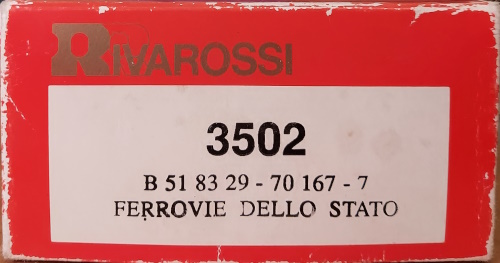 RIVAROSSI
3502
B 51 83 29 - 70 167 - 7
FERROVIE DELLO STATO